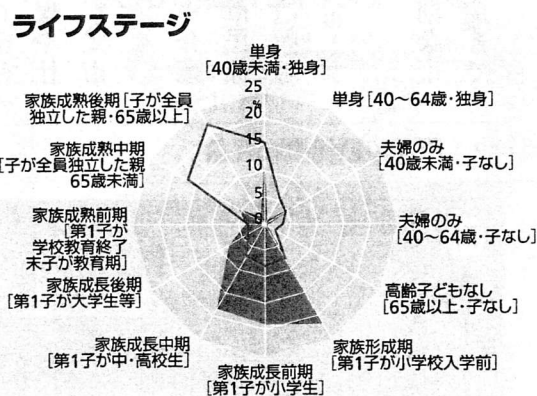 ライフステージ
単身
[40歳未満・独身]
25
%
20
15
10
5
0
単身[40~64歳・独身]
夫婦のみ
[40歳未満・子なし]
夫婦のみ
[40~64歳・子なし]
高齢子どもなし
[65歳以上・子なし]
家族形成期
[第1子が小学校入学前]
家族成長前期
[第1子が小学生]
家族成長中期
[第1子が中・高校生]
家族成長後期
[第1子が大学生等]
家族成熟前期
[第1子が
学校教育終了
末子が教育期]
家族成熟中期
[子が全員独立した親
65歳未満]
家族成熟後期[子が全員
独立した親・65歳以上]